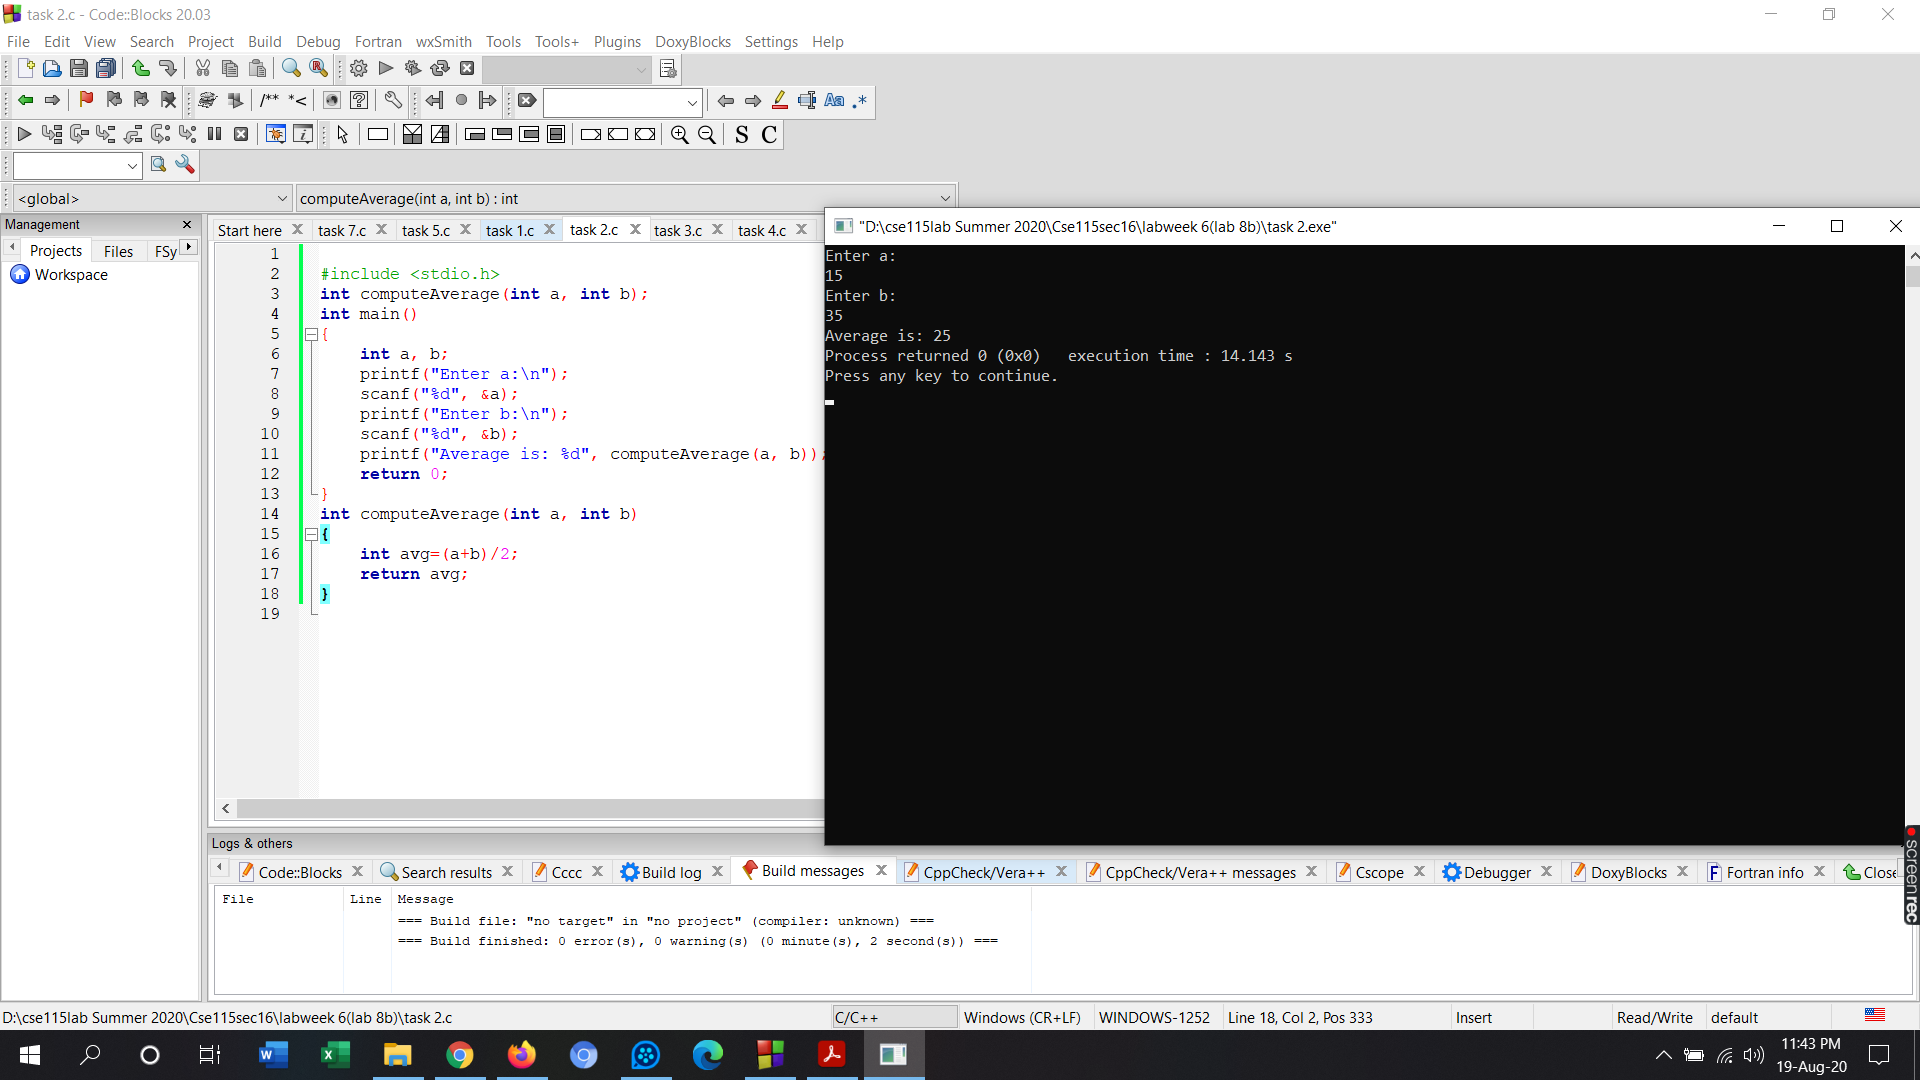 task 2.c - Code::Blocks 20.03
File Edit View Search Project Build Debug Fortran wxSmith Tools Tools+ Plugins DoxyBlocks Settings Help
/** *< Aa .*
S C
<global> computeAverage(int a, int b) : int
Management
Projects Files FSy
Workspace
Start here task 7.c task 5.c task 1.c task 2.c task 3.c task 4.c
1
2 #include <stdio.h>
3 int computeAverage(int a, int b);
4 int main()
5 {
6 int a, b;
7 printf("Enter a:\n");
8 scanf("%d", &a);
9 printf("Enter b:\n");
10 scanf("%d", &b);
11 printf("Average is: %d", computeAverage(a, b));
12 return 0;
13 }
14 int computeAverage(int a, int b)
15 {
16 int avg=(a+b)/2;
17 return avg;
18 }
19
"D:\cse115lab Summer 2020\Cse115sec16\labweek 6(lab 8b)\task 2.exe"
Enter a:
15
Enter b:
35
Average is: 25
Process returned 0 (0x0) execution time : 14.143 s
Press any key to continue.
Logs & others
Code::Blocks Search results Cccc Build log Build messages CppCheck/Vera++ CppCheck/Vera++ messages Cscope Debugger DoxyBlocks Fortran info Close
File Line Message
=== Build file: "no target" in "no project" (compiler: unknown) ===
=== Build finished: 0 error(s), 0 warning(s) (0 minute(s), 2 second(s)) ===
screenrec
D:\cse115lab Summer 2020\Cse115sec16\labweek 6(lab 8b)\task 2.c C/C++ Windows (CR+LF) WINDOWS-1252 Line 18, Col 2, Pos 333 Insert Read/Write default
11:43 PM
19-Aug-20